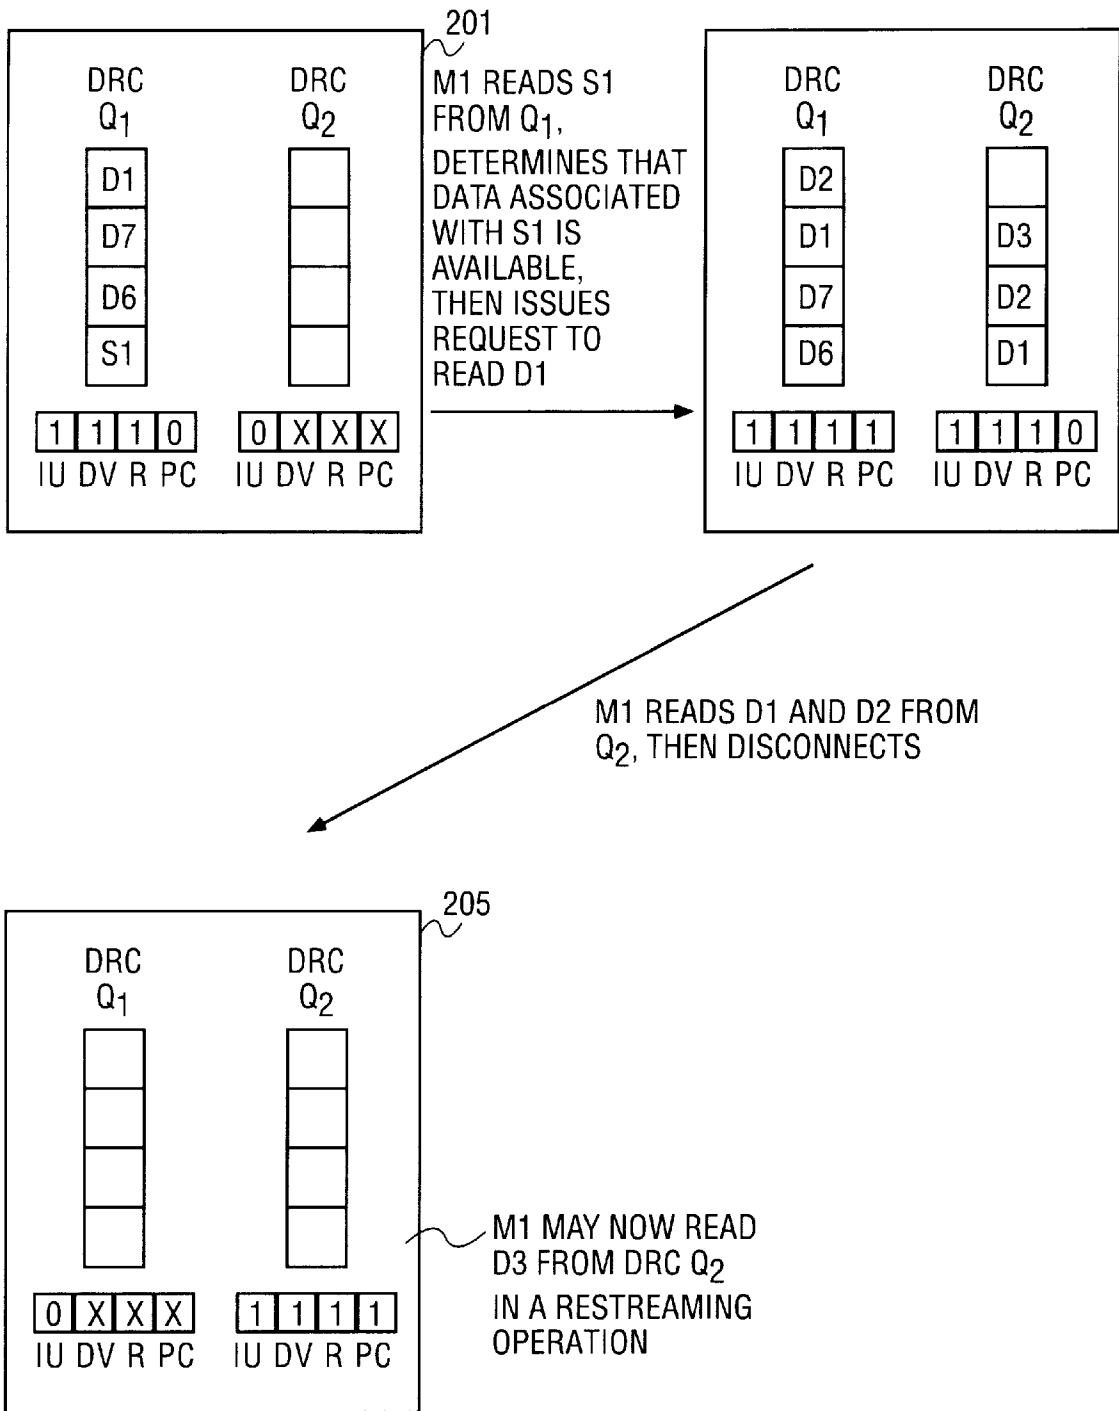 201
DRC DRC
Q1 Q2
D1
D7
D6
S1
1 1 1 0 0 X X X
IU DV R PC IU DV R PC
M1 READS S1
FROM Q1,
DETERMINES THAT
DATA ASSOCIATED
WITH S1 IS
AVAILABLE,
THEN ISSUES
REQUEST TO
READ D1
DRC DRC
Q1 Q2
D2
D1 D3
D7 D2
D6 D1
1 1 1 1 1 1 1 0
IU DV R PC IU DV R PC
M1 READS D1 AND D2 FROM
Q2, THEN DISCONNECTS
205
DRC DRC
Q1 Q2
0 X X X 1 1 1 1
IU DV R PC IU DV R PC
M1 MAY NOW READ
D3 FROM DRC Q2
IN A RESTREAMING
OPERATION